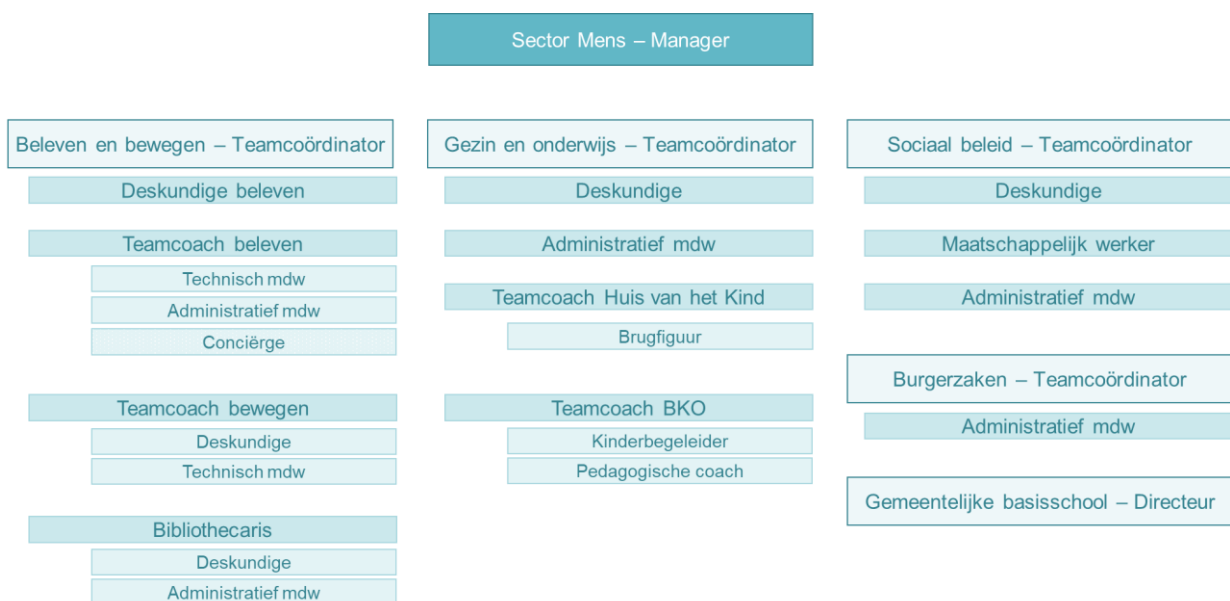 Sector Mens – Manager
Beleven en bewegen – Teamcoördinator
Deskundige beleven
Teamcoach beleven
Technisch mdw
Administratief mdw
Conciërge
Teamcoach bewegen
Deskundige
Technisch mdw
Bibliothecaris
Deskundige
Administratief mdw
Gezin en onderwijs – Teamcoördinator
Deskundige
Administratief mdw
Teamcoach Huis van het Kind
Brugfiguur
Teamcoach BKO
Kinderbegeleider
Pedagogische coach
Sociaal beleid – Teamcoördinator
Deskundige
Maatschappelijk werker
Administratief mdw
Burgerzaken – Teamcoördinator
Administratief mdw
Gemeentelijke basisschool – Directeur